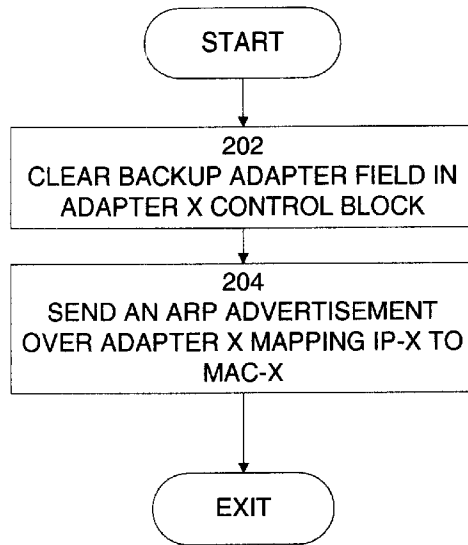 START
202
CLEAR BACKUP ADAPTER FIELD IN
ADAPTER X CONTROL BLOCK
204
SEND AN ARP ADVERTISEMENT
OVER ADAPTER X MAPPING IP-X TO
MAC-X
EXIT